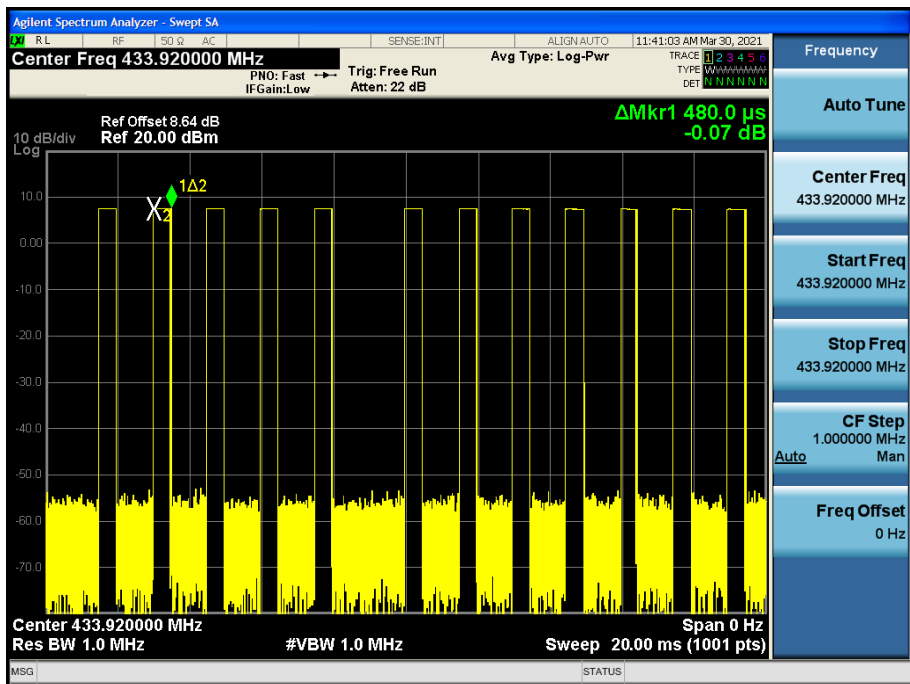 Agilent Spectrum Analyzer - Swept SA
LXI RL RF 50 Ω AC SENSE:INT ALIGN AUTO 11:41:03 AM Mar 30, 2021
Center Freq 433.920000 MHz
PNO: Fast
IFGain:Low
Trig: Free Run
Atten: 22 dB
Avg Type: Log-Pwr
TRACE 1 2 3 4 5 6
TYPE WWWWWW
DET N N N N N N
ΔMkr1 480.0 µs
-0.07 dB
Ref Offset 8.64 dB
10 dB/div Ref 20.00 dBm
Log
1Δ2
X2
10.0
0.00
-10.0
-20.0
-30.0
-40.0
-50.0
-60.0
-70.0
Center 433.920000 MHz Span 0 Hz
Res BW 1.0 MHz #VBW 1.0 MHz Sweep 20.00 ms (1001 pts)
MSG STATUS
Frequency
Auto Tune
Center Freq
433.920000 MHz
Start Freq
433.920000 MHz
Stop Freq
433.920000 MHz
CF Step
1.000000 MHz
Auto Man
Freq Offset
0 Hz